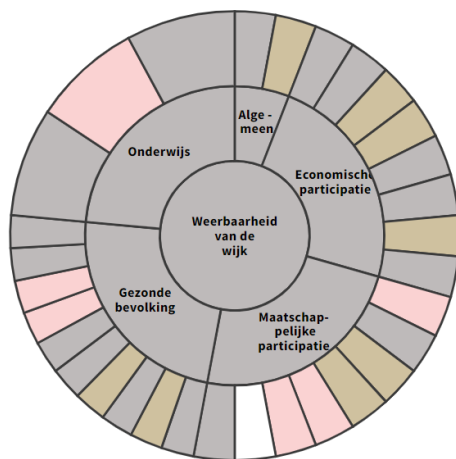 Alge -
meen
Onderwijs
Economische
participatie
Weerbaarheid
van de
wijk
Gezonde
bevolking
Maatschap-
pelijke
participatie